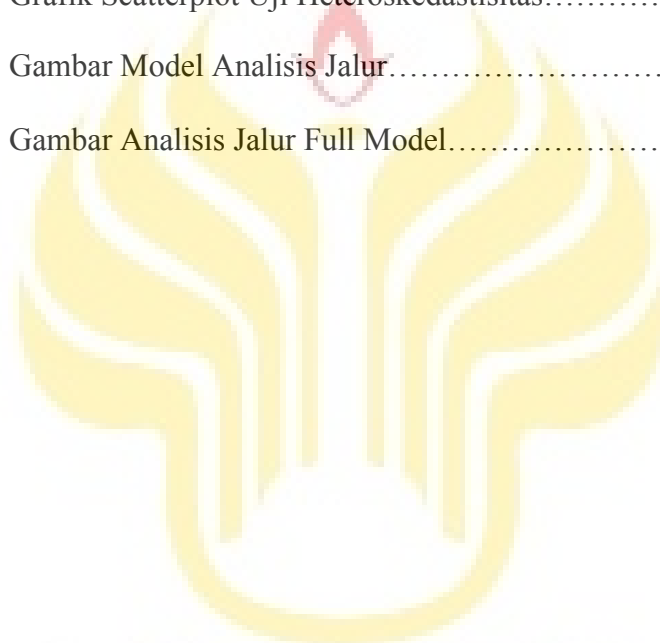 Grafik Scatterplot Uji Heteroskedastisitas…………
Gambar Model Analisis Jalur………………………
Gambar Analisis Jalur Full Model…………………